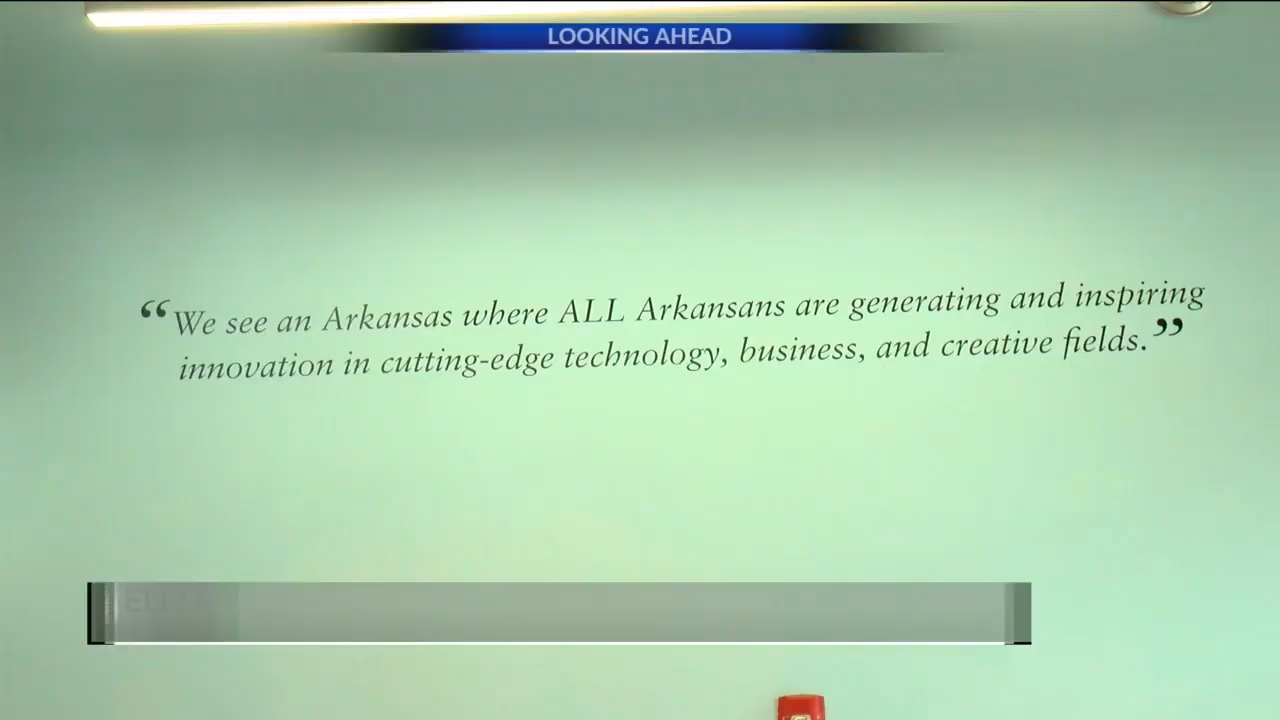 LOOKING AHEAD
“We see an Arkansas where ALL Arkansans are generating and inspiring
innovation in cutting-edge technology, business, and creative fields.”